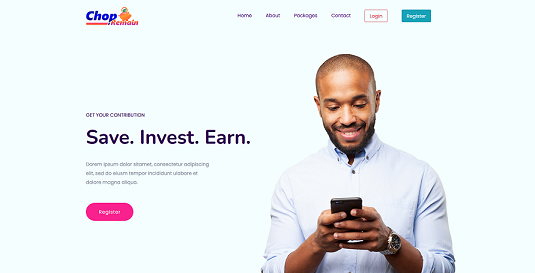 Chop
Remain
Home About Packages Contact Login Register
GET YOUR CONTRIBUTION
Save. Invest. Earn.
Dorem ipsum dolor sitamet, consectetur adipiscing
elit, sed do eiusm tempor incididunt ulabore et
dolore magna aliqua.
Register